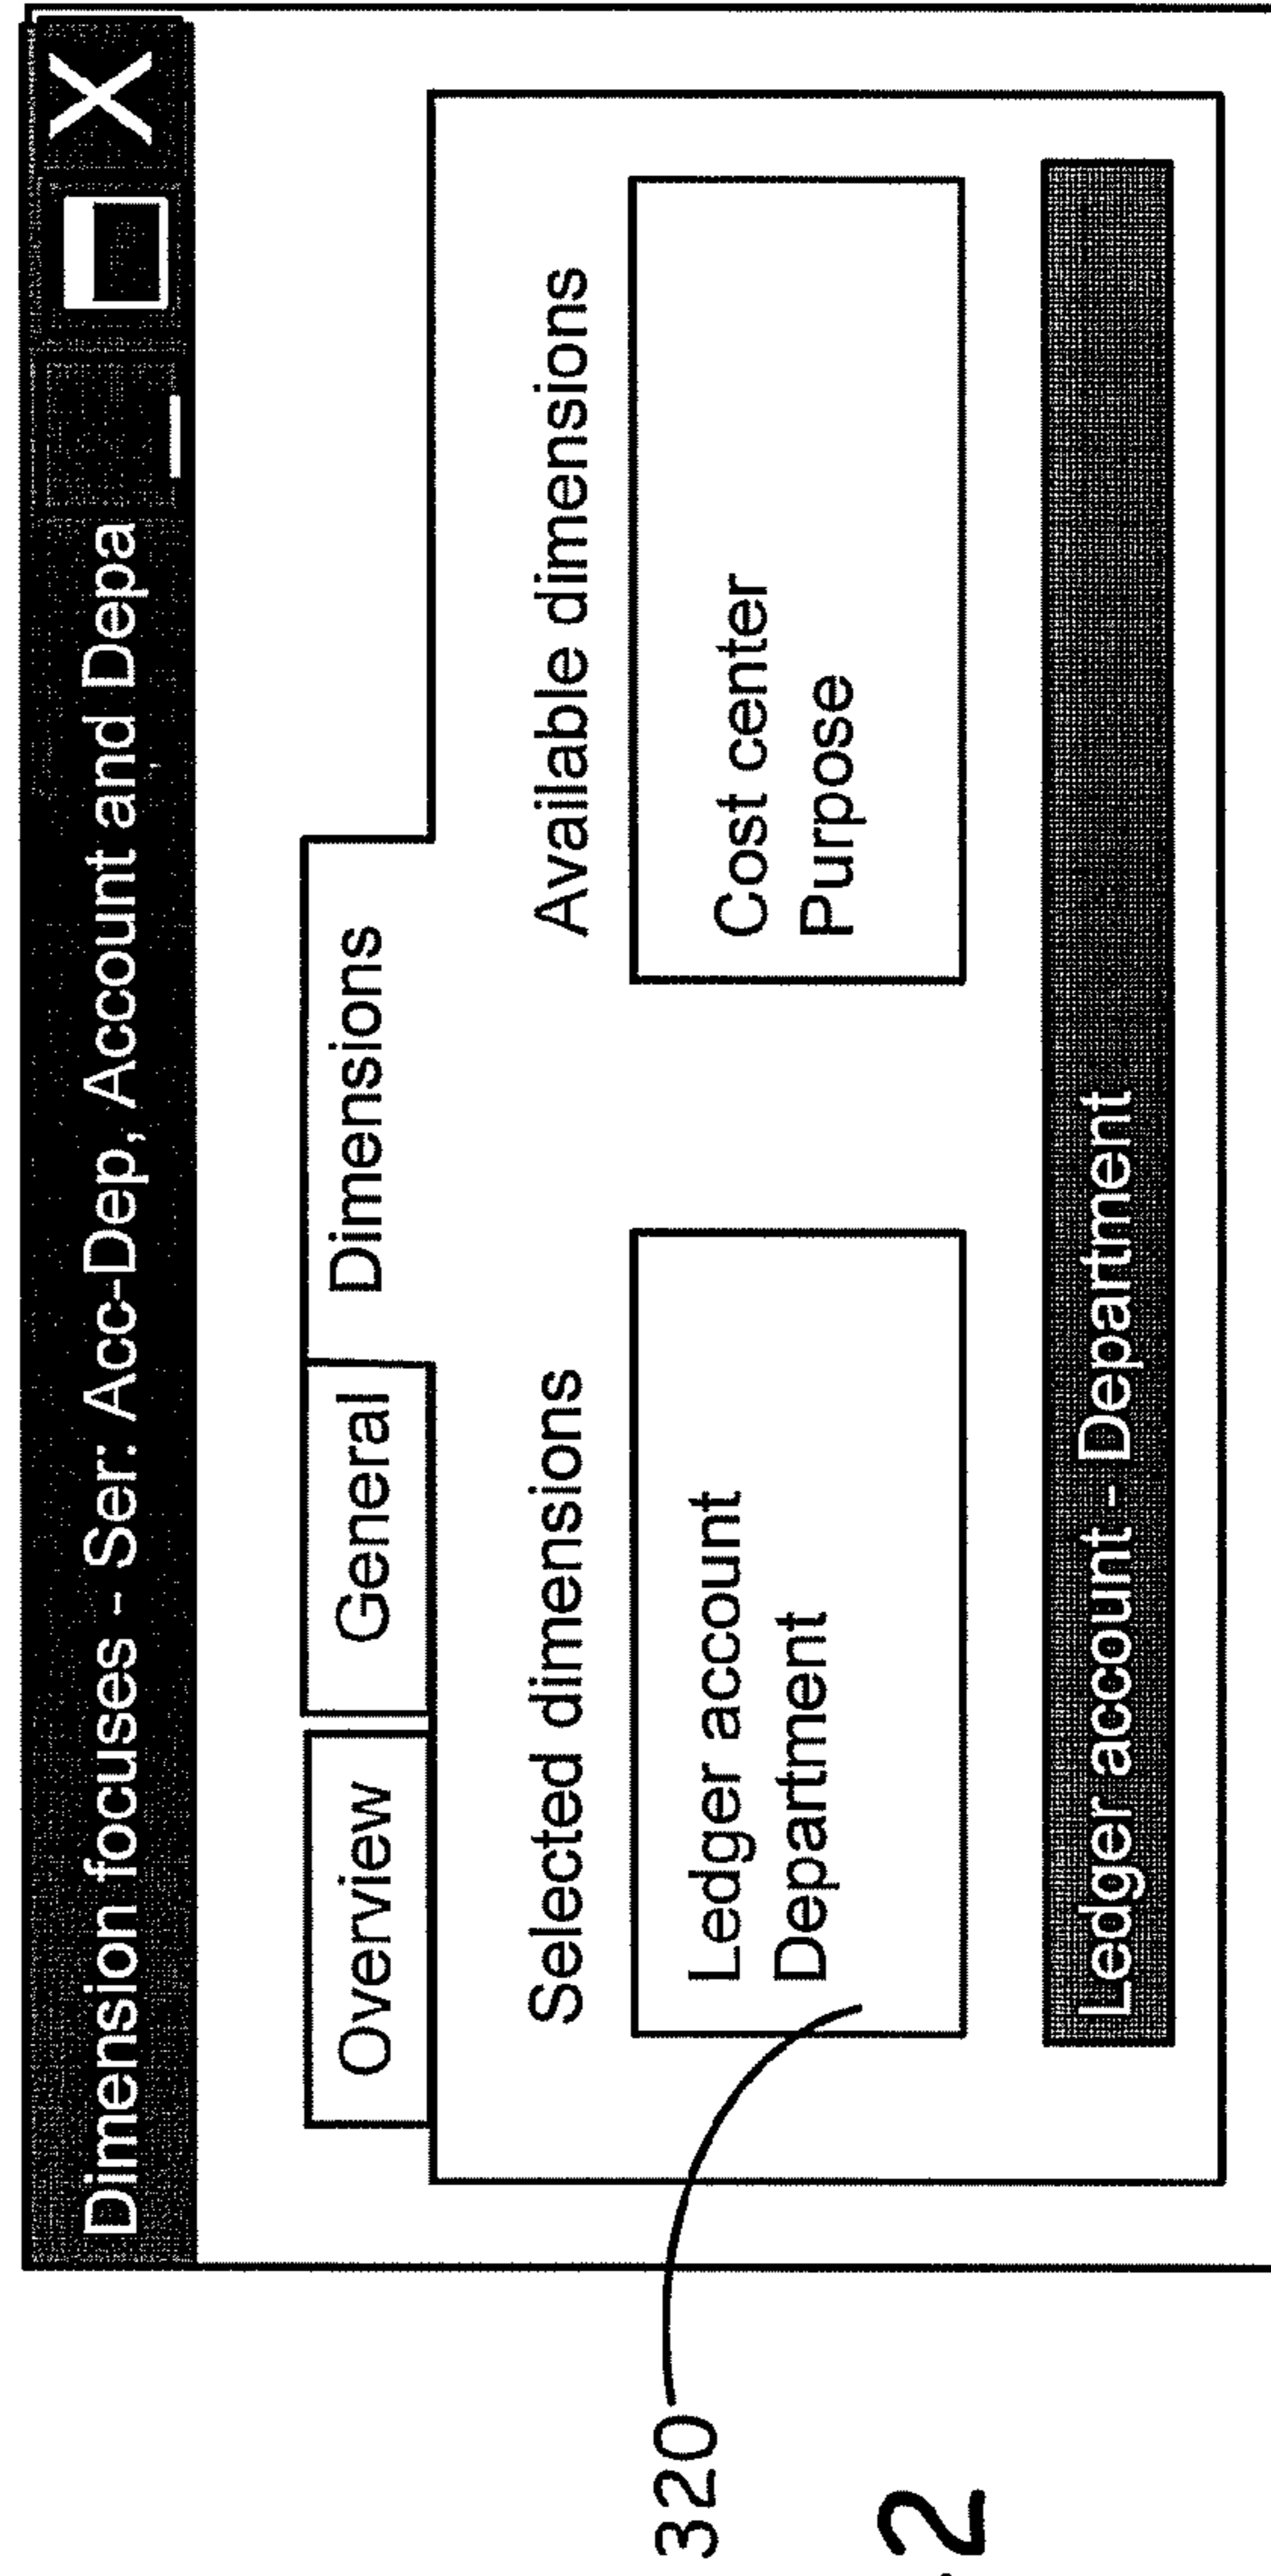 Dimension focuses - Ser: Acc-Dep, Account and Depa
Overview
General
Dimensions
Selected dimensions
Available dimensions
Ledger account
Department
Cost center
Purpose
Ledger account - Department
320
2